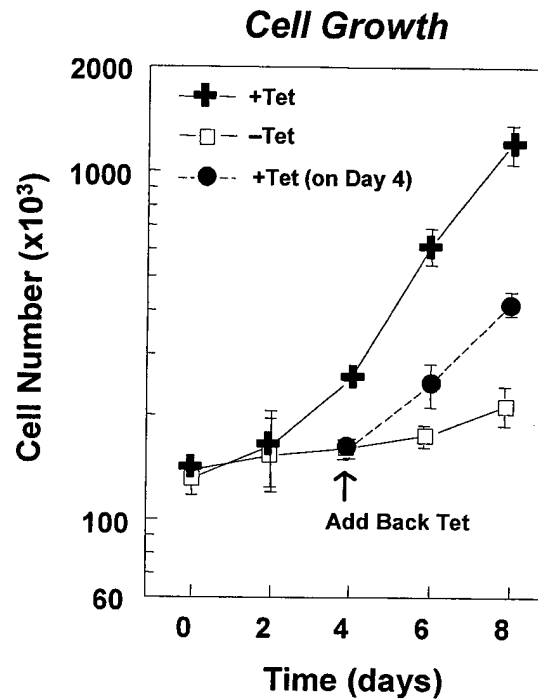 Cell Growth
2000
1000
100
60
Cell Number (x10³)
+Tet
–Tet
+Tet (on Day 4)
Add Back Tet
0 2 4 6 8
Time (days)